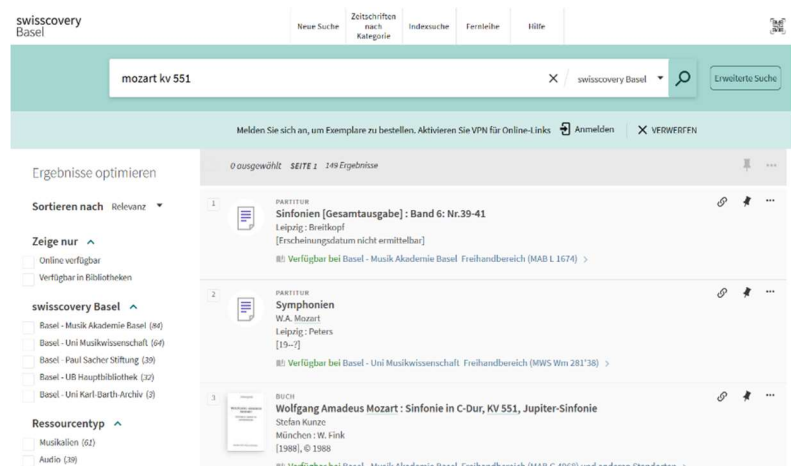 swisscovery
Basel
Neue Suche
Zeitschriften
nach
Kategorie
Indexsuche
Fernleihe
Hilfe
mozart kv 551
swisscovery Basel
Erweiterte Suche
Melden Sie sich an, um Exemplare zu bestellen. Aktivieren Sie VPN für Online-Links
Anmelden
VERWERFEN
Ergebnisse optimieren
Sortieren nach Relevanz
Zeige nur
Online verfügbar
Verfügbar in Bibliotheken
swisscovery Basel
Basel - Musik Akademie Basel (84)
Basel - Uni Musikwissenschaft (64)
Basel - Paul Sacher Stiftung (39)
Basel - UB Hauptbibliothek (32)
Basel - Uni Karl-Barth-Archiv (3)
Ressourcentyp
Musikalien (61)
Audio (39)
0 ausgewählt SEITE 1 149 Ergebnisse
1
PARTITUR
Sinfonien [Gesamtausgabe] : Band 6: Nr.39-41
Leipzig : Breitkopf
[Erscheinungsdatum nicht ermittelbar]
Verfügbar bei Basel - Musik Akademie Basel Freihandbereich (MAB L 1674)
2
PARTITUR
Symphonien
W.A. Mozart
Leipzig : Peters
[19--?]
Verfügbar bei Basel - Uni Musikwissenschaft Freihandbereich (MWS Wm 281°38)
3
BUCH
Wolfgang Amadeus Mozart : Sinfonie in C-Dur, KV 551, Jupiter-Sinfonie
Stefan Kunze
München : W. Fink
[1988], © 1988